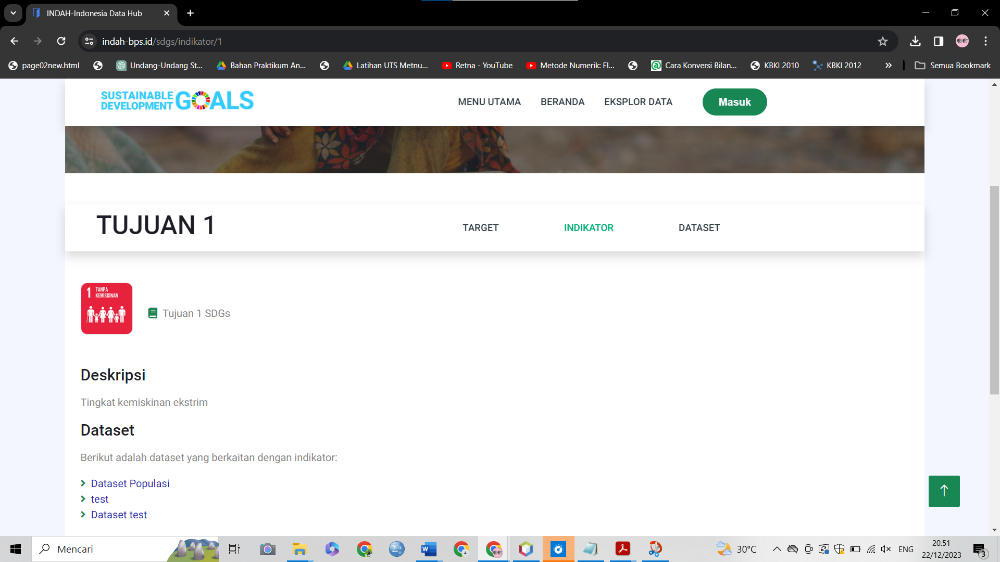 INDAH-Indonesia Data Hub
indah-bps.id/sdgs/indikator/1
page02new.html
Undang-Undang St...
Bahan Praktikum An...
Latihan UTS Metnu...
Retna - YouTube
Metode Numerik: Fl...
Cara Konversi Bilan...
KBKI 2010
KBKI 2012
Semua Bookmark
SUSTAINABLE
DEVELOPMENT
GOALS
MENU UTAMA
BERANDA
EKSPLOR DATA
Masuk
TUJUAN 1
TARGET
INDIKATOR
DATASET
1 TANPA
KEMISKINAN
Tujuan 1 SDGs
Deskripsi
Tingkat kemiskinan ekstrim
Dataset
Berikut adalah dataset yang berkaitan dengan indikator:
Dataset Populasi
test
Dataset test
Mencari
30°C
ENG
20.51
22/12/2023
3